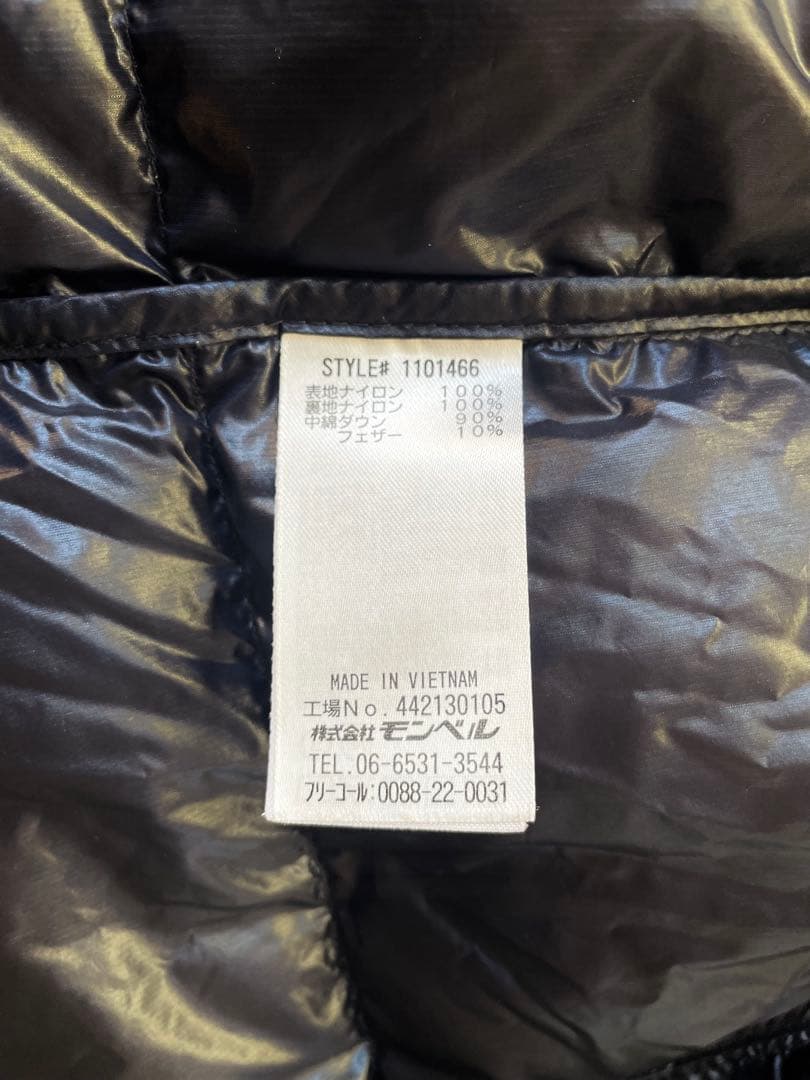 STYLE# 1101466
表地ナイロン 100%
裏地ナイロン 100%
中綿ダウン 90%
フェザー 10%
MADE IN VIETNAM
工場No. 442130105
株式会社モンベル
TEL. 06-6531-3544
フリーコール:0088-22-0031